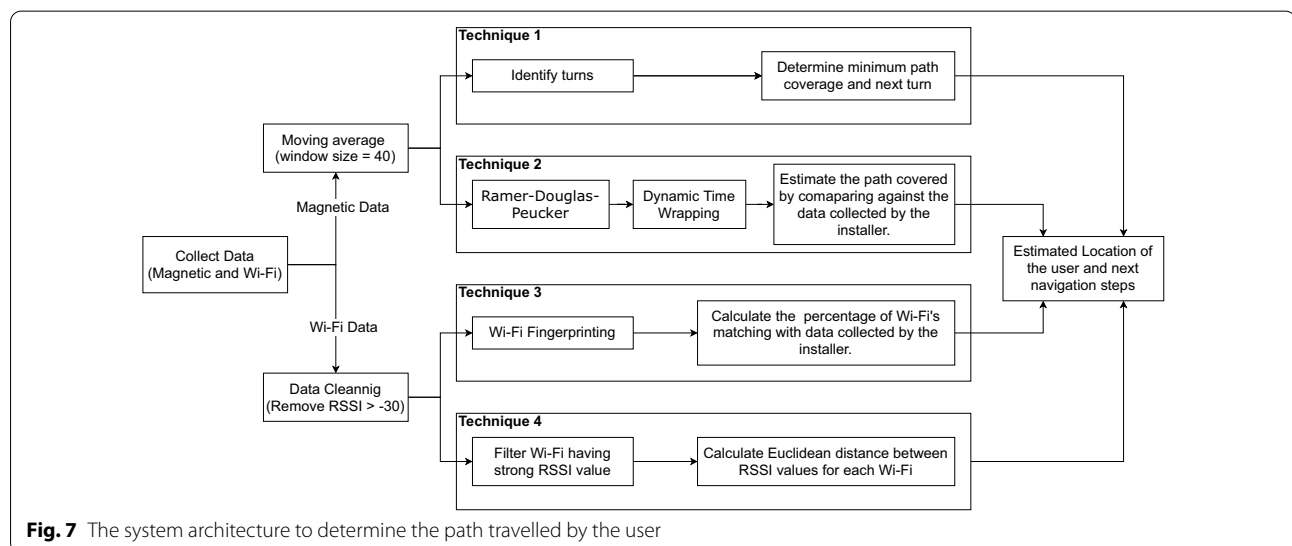 Technique 1
Identify turns
Determine minimum path
coverage and next turn
Moving average
(window size = 40)
Technique 2
Ramer-Douglas-
Peucker
Dynamic Time
Wrapping
Estimate the path covered
by comaparing against the
data collected by the
installer.
Magnetic Data
Collect Data
(Magnetic and Wi-Fi)
Estimated Location of
the user and next
navigation steps
Wi-Fi Data
Technique 3
Wi-Fi Fingerprinting
Calculate the percentage of Wi-Fi's
matching with data collected by the
installer.
Data Cleannig
(Remove RSSI > -30)
Technique 4
Filter Wi-Fi having
strong RSSI value
Calculate Euclidean distance between
RSSI values for each Wi-Fi
Fig. 7 The system architecture to determine the path travelled by the user